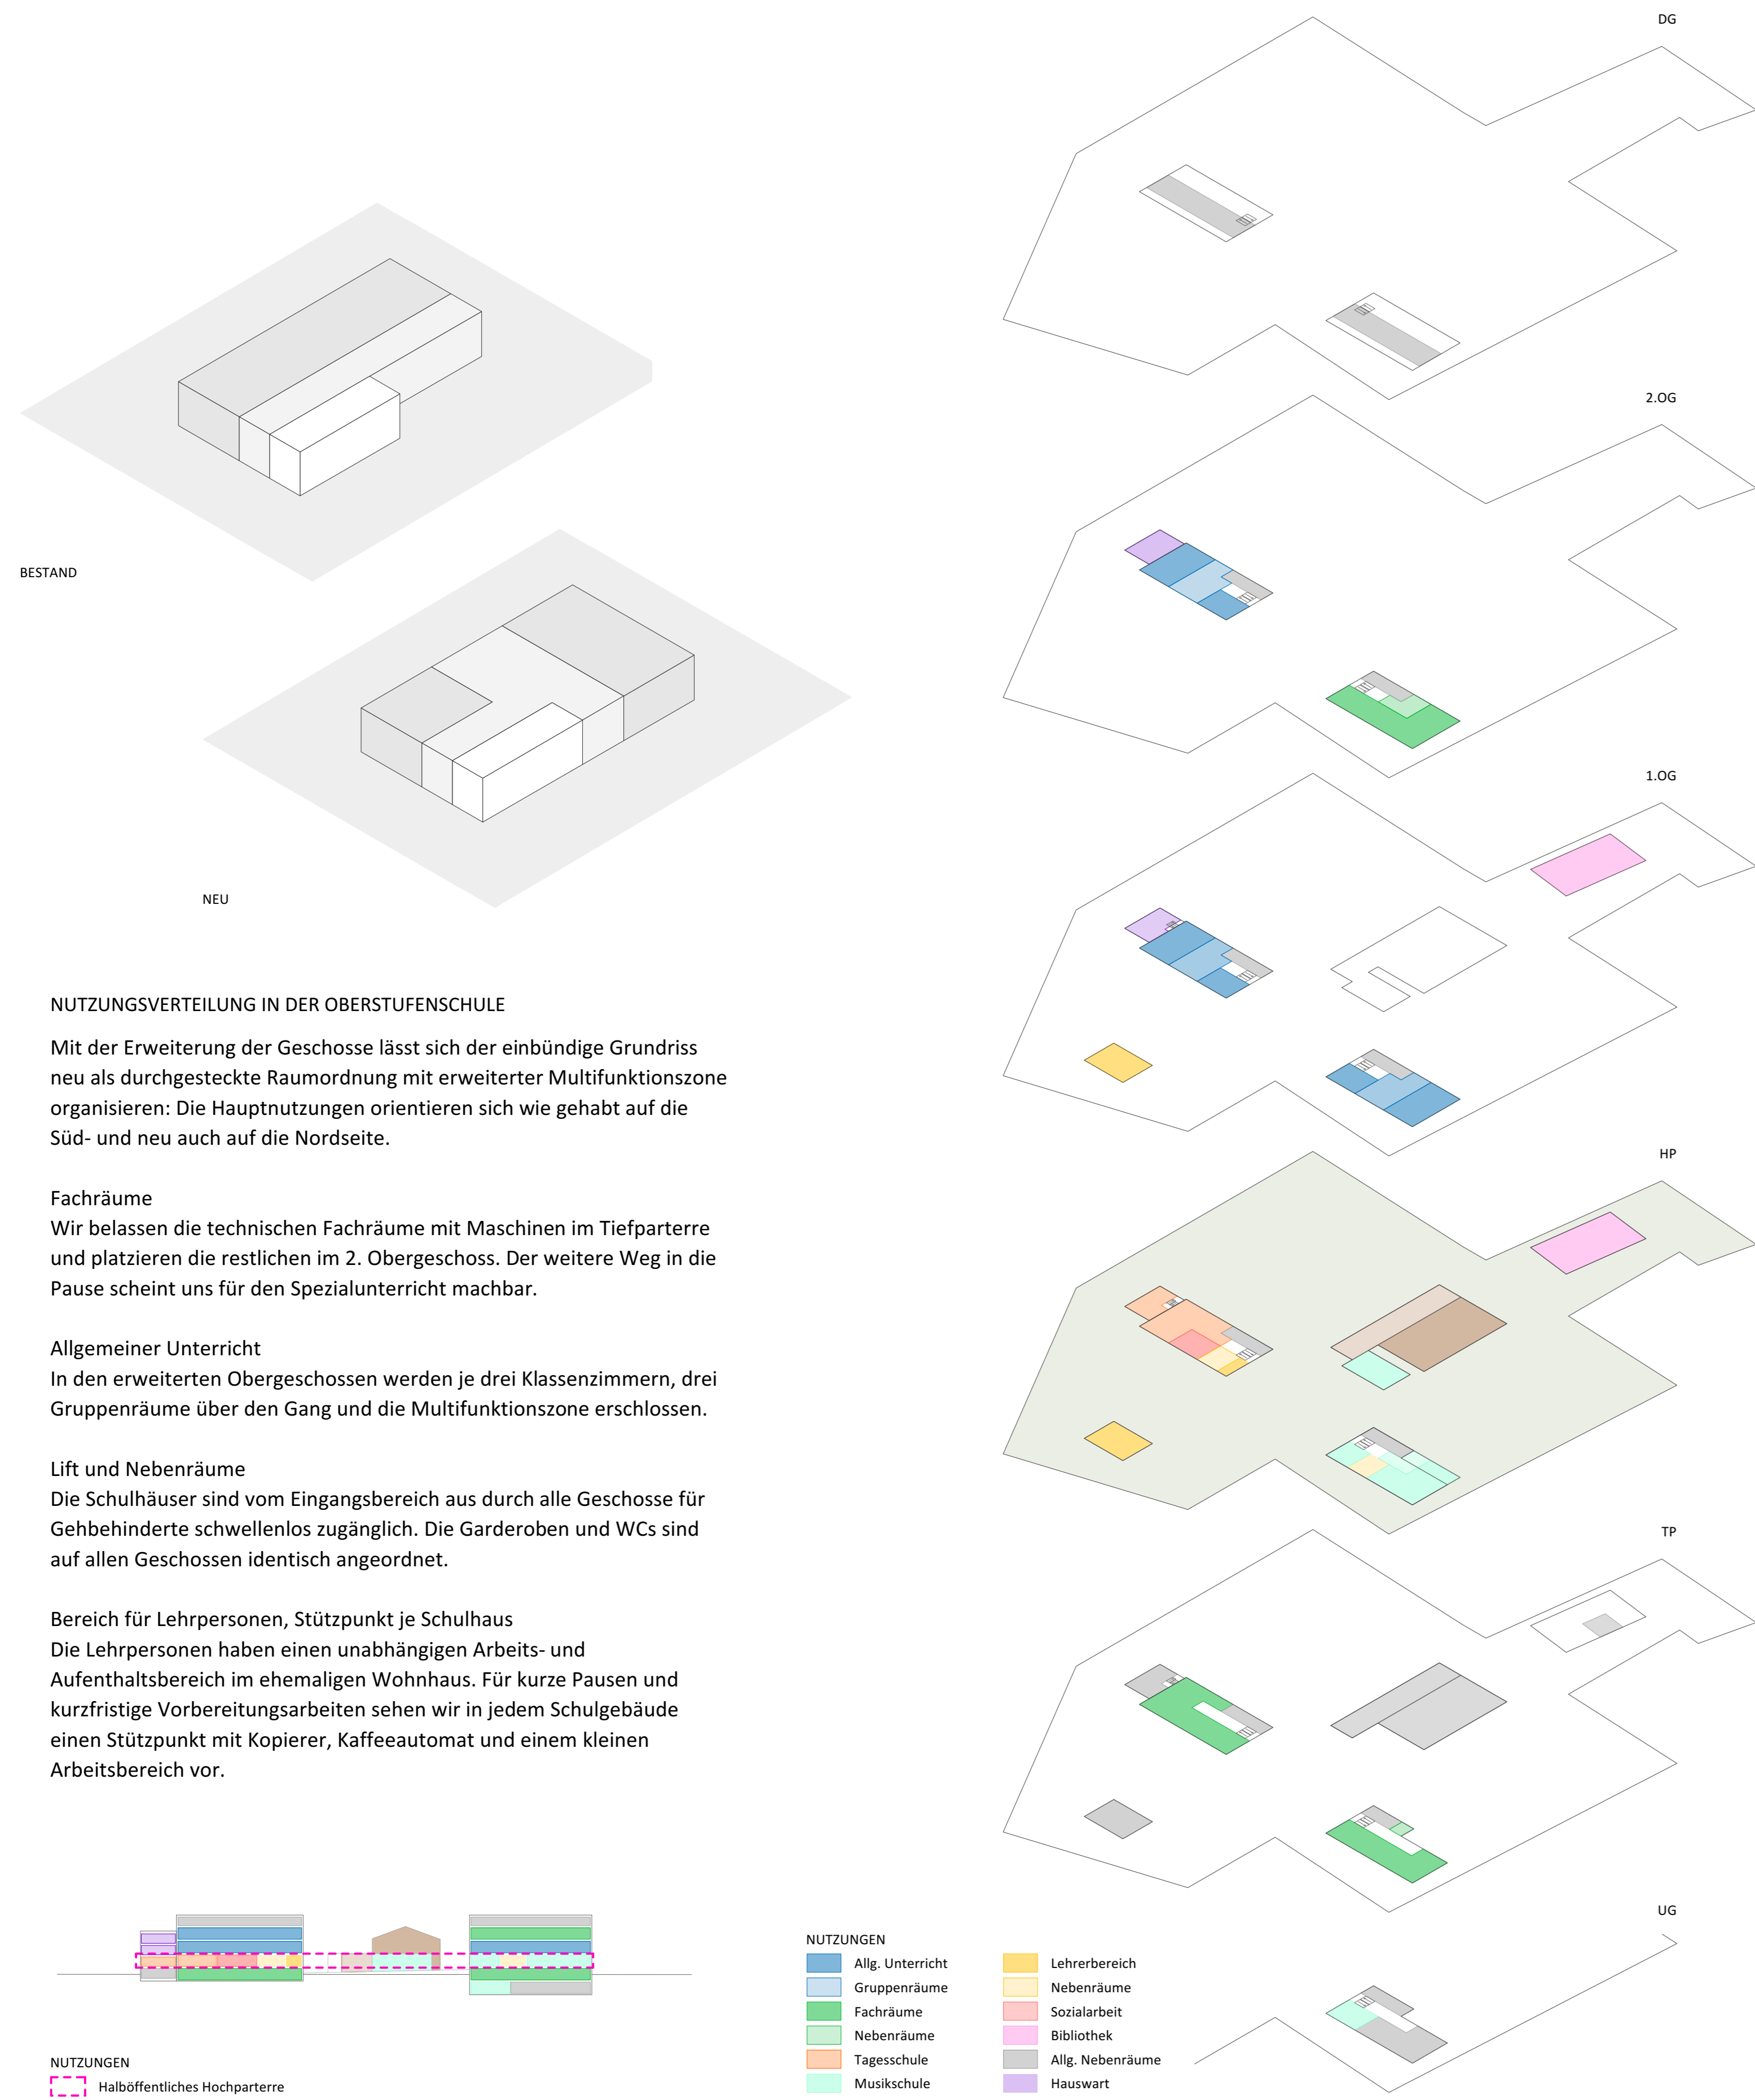 DG
2.OG
BESTAND
1.OG
NEU
NUTZUNGSVERTEILUNG IN DER OBERSTUFENSCHULE
Mit der Erweiterung der Geschosse lässt sich der einbündige Grundriss
neu als durchgesteckte Raumordnung mit erweiterter Multifunktionszone
organisieren: Die Hauptnutzungen orientieren sich wie gehabt auf die
Süd- und neu auch auf die Nordseite.
Fachräume
Wir belassen die technischen Fachräume mit Maschinen im Tiefparterre
und platzieren die restlichen im 2. Obergeschoss. Der weitere Weg in die
Pause scheint uns für den Spezialunterricht machbar.
Allgemeiner Unterricht
In den erweiterten Obergeschossen werden je drei Klassenzimmern, drei
Gruppenräume über den Gang und die Multifunktionszone erschlossen.
Lift und Nebenräume
Die Schulhäuser sind vom Eingangsbereich aus durch alle Geschosse für
Gehbehinderte schwellenlos zugänglich. Die Garderoben und WCs sind
auf allen Geschossen identisch angeordnet.
Bereich für Lehrpersonen, Stützpunkt je Schulhaus
Die Lehrpersonen haben einen unabhängigen Arbeits- und
Aufenthaltsbereich im ehemaligen Wohnhaus. Für kurze Pausen und
kurzfristige Vorbereitungsarbeiten sehen wir in jedem Schulgebäude
einen Stützpunkt mit Kopierer, Kaffeeautomat und einem kleinen
Arbeitsbereich vor.
HP
TP
UG
NUTZUNGEN
Halböffentliches Hochparterre
NUTZUNGEN
Allg. Unterricht
Gruppenräume
Fachräume
Nebenräume
Tagesschule
Musikschule
Lehrerbereich
Nebenräume
Sozialarbeit
Bibliothek
Allg. Nebenräume
Hauswart